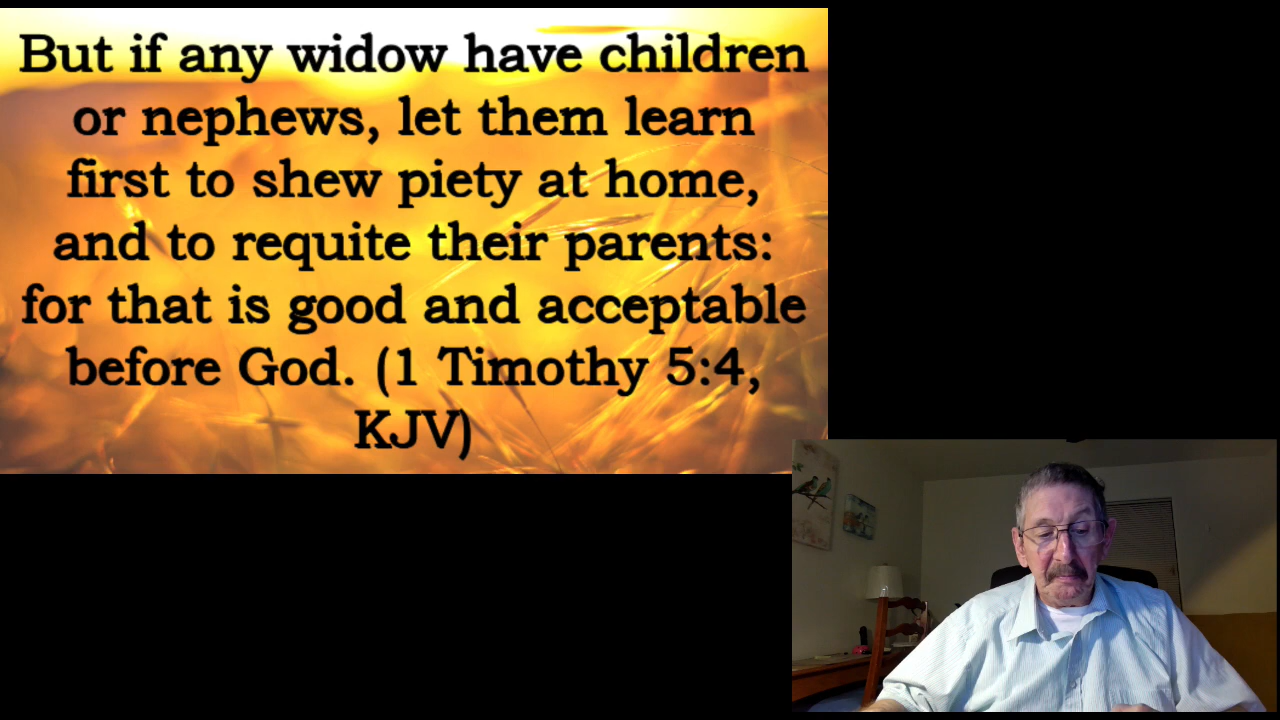 But if any widow have children
or nephews, let them learn
first to shew piety at home,
and to requite their parents:
for that is good and acceptable
before God. (1 Timothy 5:4,
KJV)